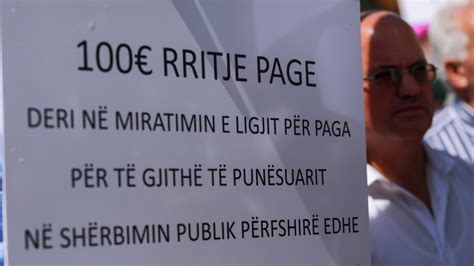 100€ RRITJE PAGE
DERI NË MIRATIMIN E LIGJIT PËR PAGA
PËR TË GJITHË TË PUNËSUARIT
NË SHËRBIMIN PUBLIK PËRFSHIRË EDHE